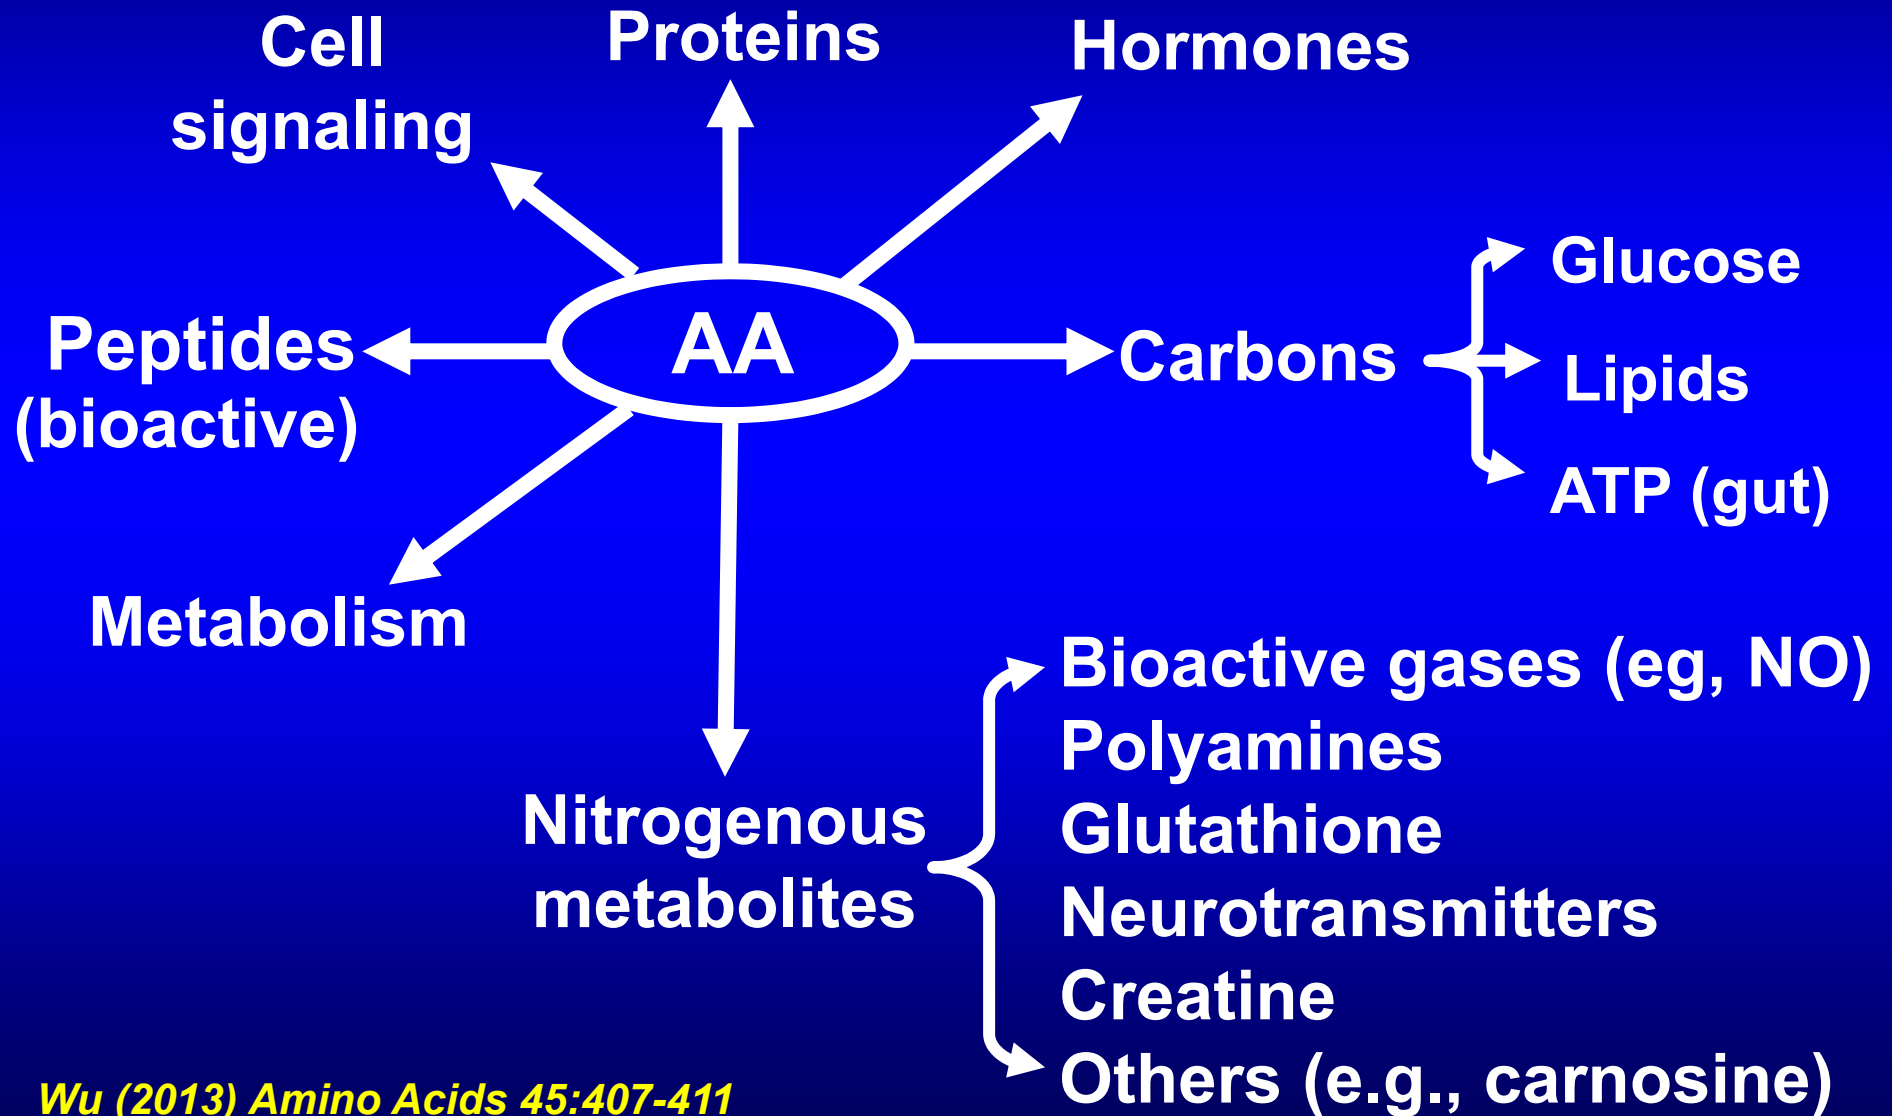 Cell
signaling
Proteins
Hormones
AA
Peptides
(bioactive)
Carbons
Glucose
Lipids
ATP (gut)
Metabolism
Nitrogenous
metabolites
Bioactive gases (eg, NO)
Polyamines
Glutathione
Neurotransmitters
Creatine
Others (e.g., carnosine)
Wu (2013) Amino Acids 45:407-411